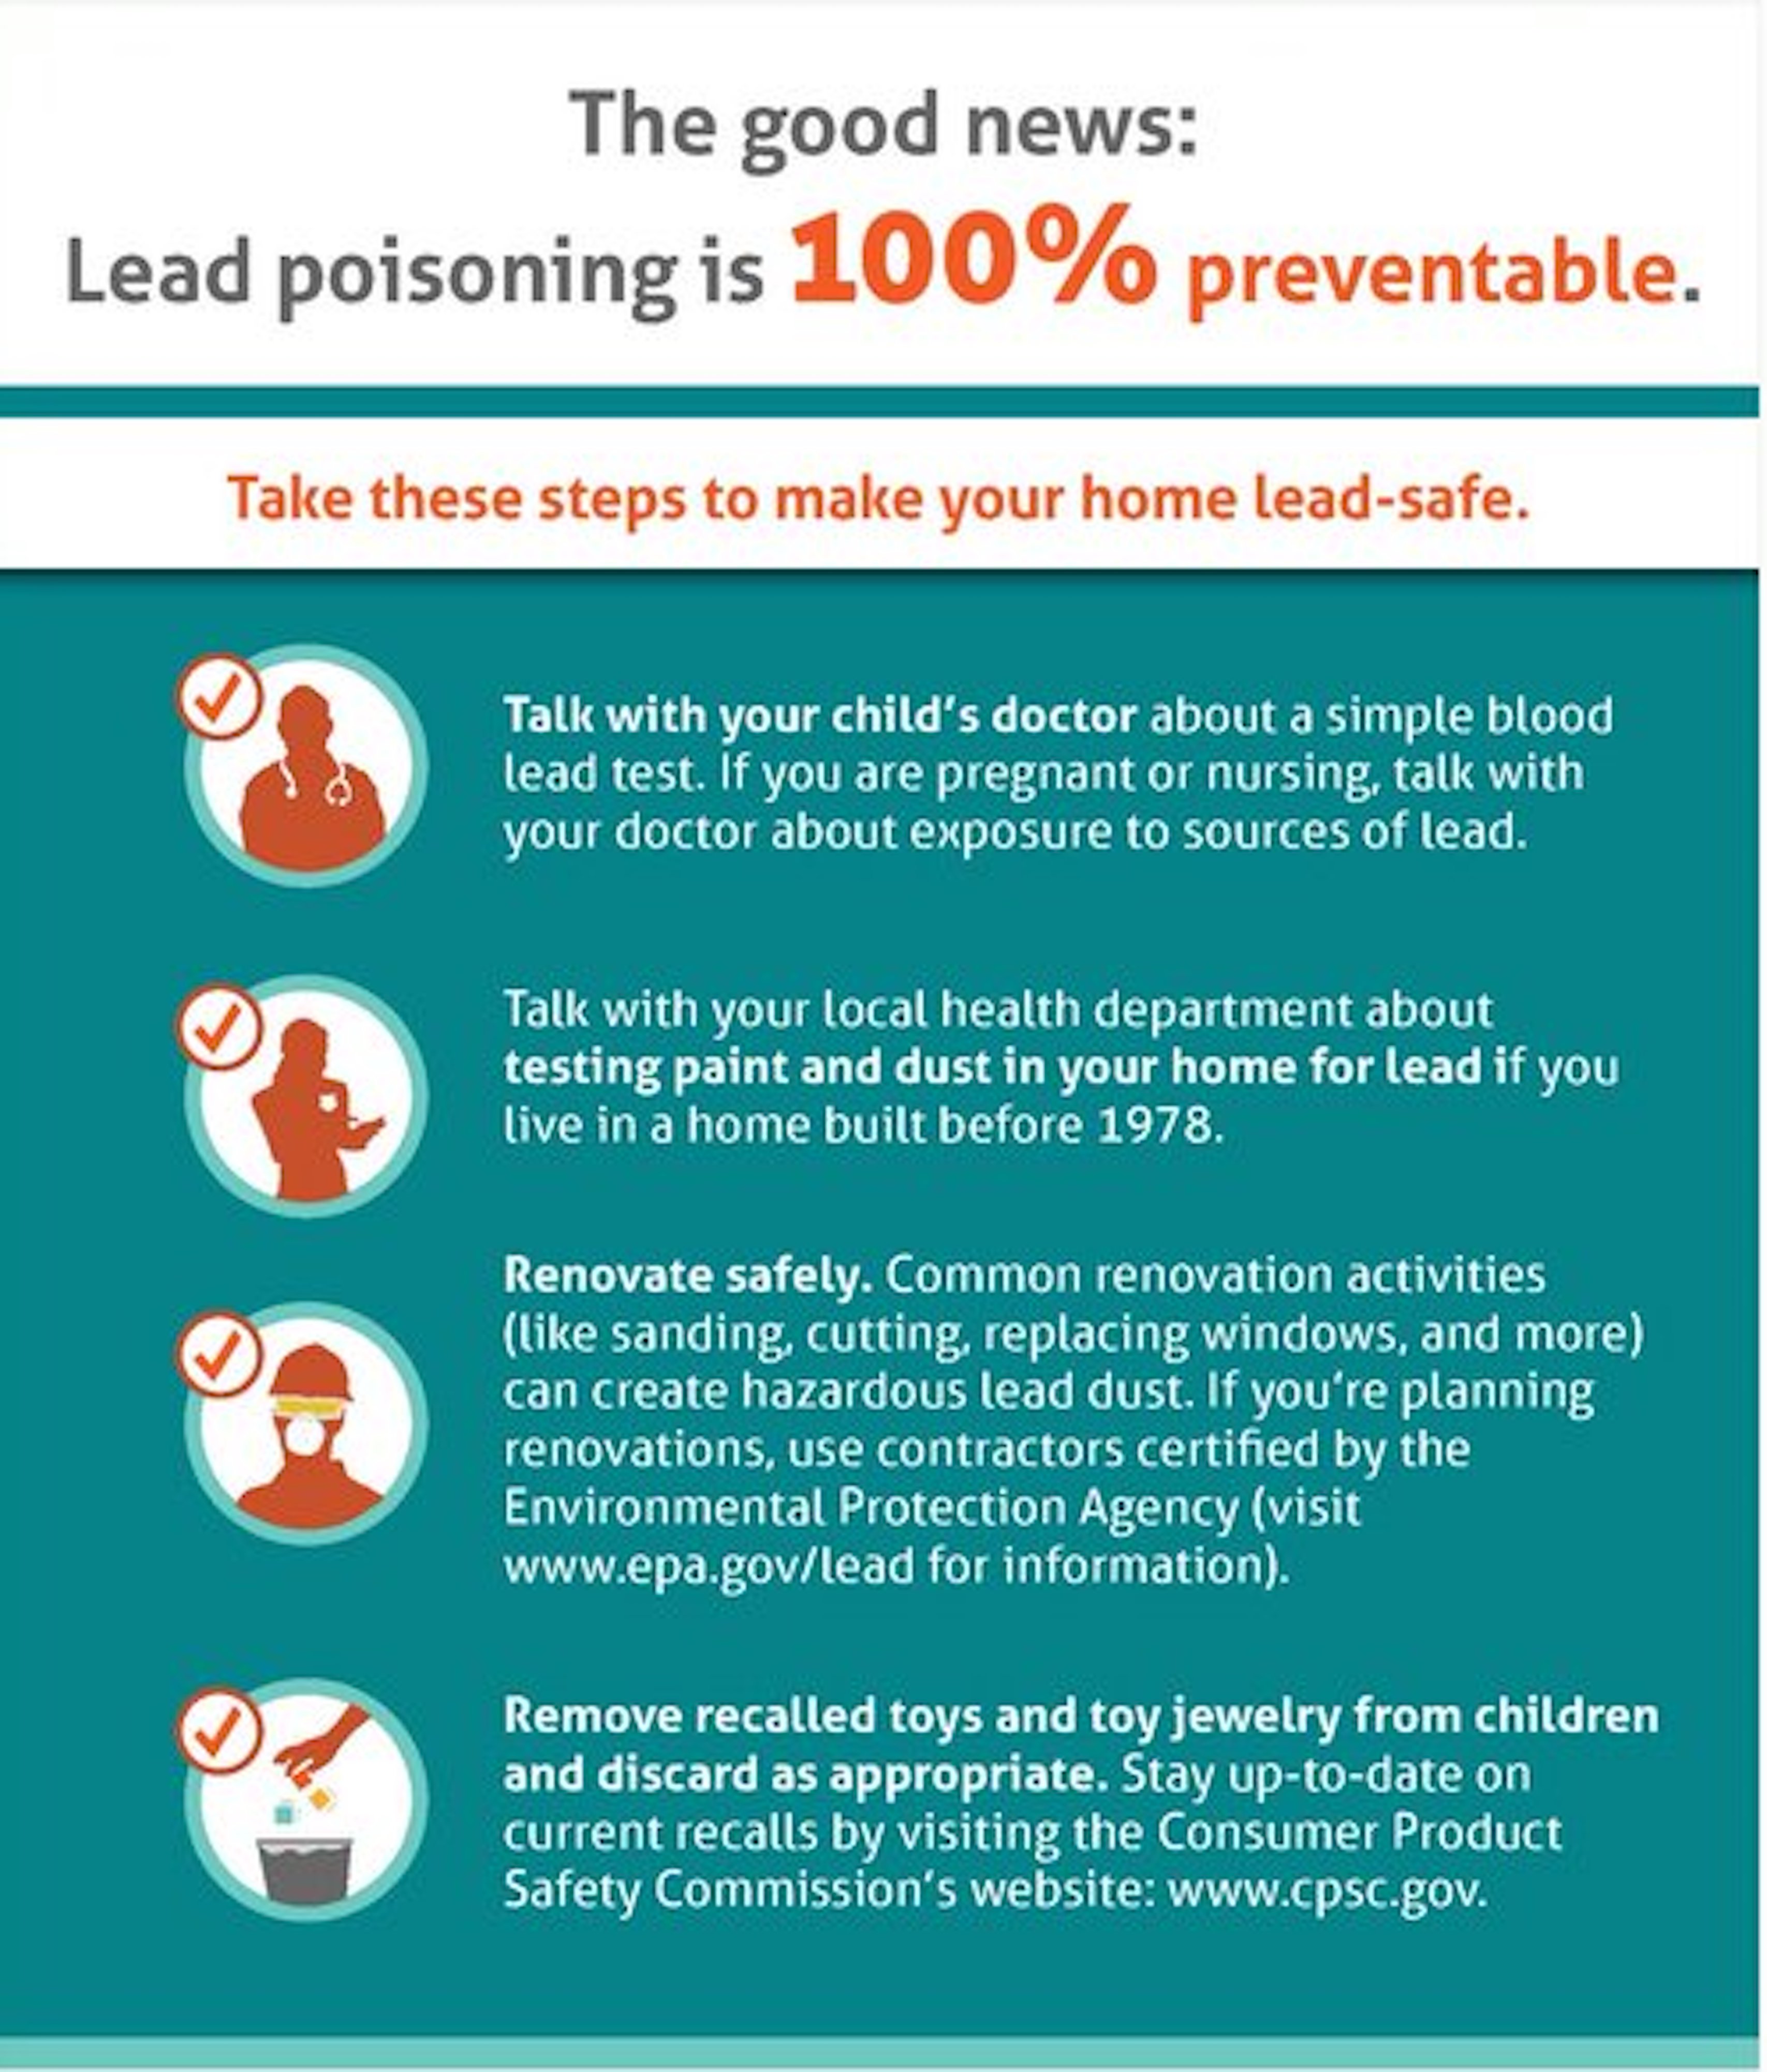 The good news:
Lead poisoning is 100% preventable.
Take these steps to make your home lead-safe.
Talk with your child's doctor about a simple blood
lead test. If you are pregnant or nursing, talk with
your doctor about exposure to sources of lead.
Talk with your local health department about
testing paint and dust in your home for lead if you
live in a home built before 1978.
Renovate safely. Common renovation activities
(like sanding, cutting, replacing windows, and more)
can create hazardous lead dust. If you're planning
renovations, use contractors certified by the
Environmental Protection Agency (visit
www.epa.gov/lead for information).
Remove recalled toys and toy jewelry from children
and discard as appropriate. Stay up-to-date on
current recalls by visiting the Consumer Product
Safety Commission's website: www.cpsc.gov.